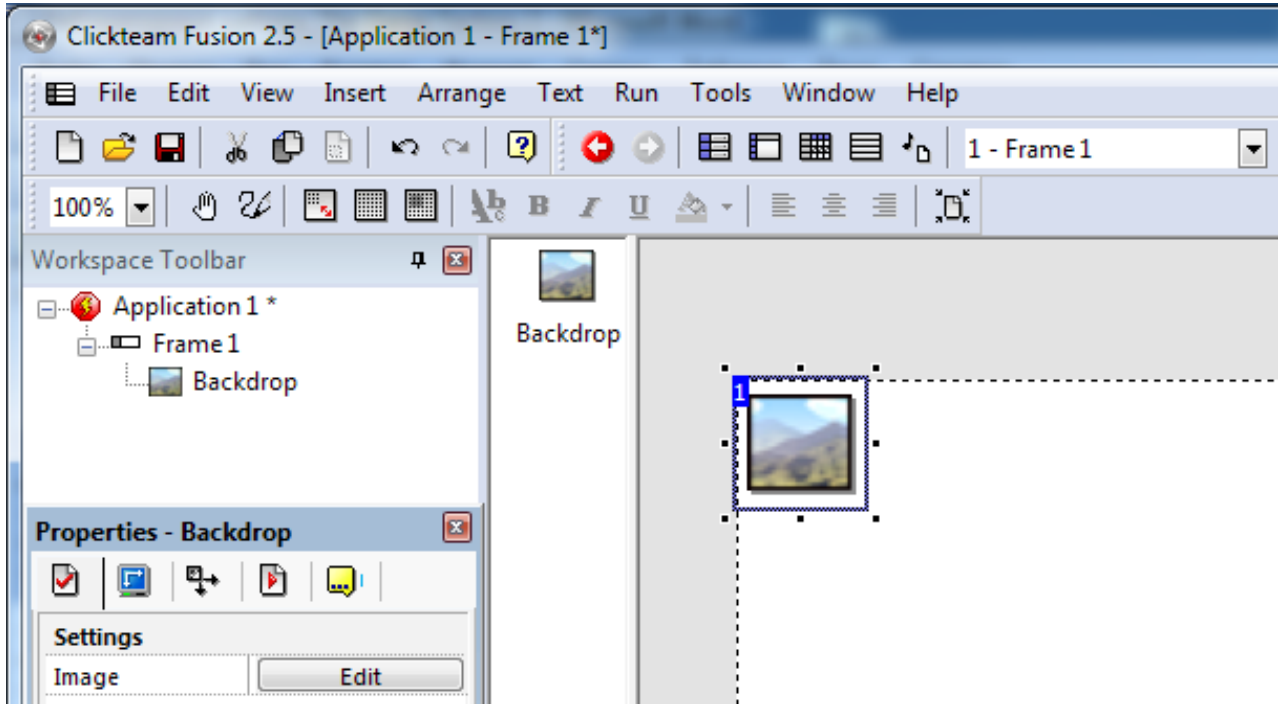 Clickteam Fusion 2.5 - [Application 1 - Frame 1*]
File Edit View Insert Arrange Text Run Tools Window Help
1 - Frame 1
100% B I U
Workspace Toolbar
Application 1 *
Frame 1
Backdrop
Backdrop
1
Properties - Backdrop
Settings
Image Edit